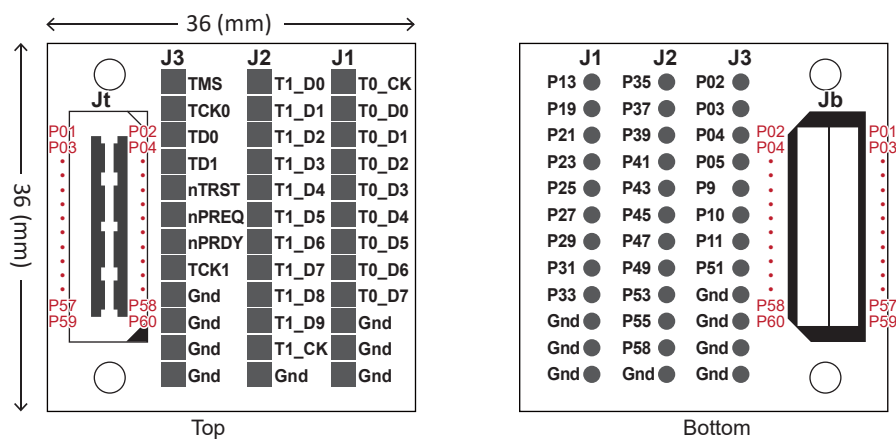 36 (mm)
36 (mm)
J3 J2 J1
Jt
TMS T1_D0 T0_CK
TCK0 T1_D1 T0_D0
TD0 T1_D2 T0_D1
TD1 T1_D3 T0_D2
nTRST T1_D4 T0_D3
nPREQ T1_D5 T0_D4
nPRDY T1_D6 T0_D5
TCK1 T1_D7 T0_D6
Gnd T1_D8 T0_D7
Gnd T1_D9 Gnd
Gnd T1_CK Gnd
Gnd Gnd Gnd
P01 P02
P03 P04
P57 P58
P59 P60
Top
J1 J2 J3
Jb
P13 P35 P02
P19 P37 P03
P21 P39 P04
P23 P41 P05
P25 P43 P9
P27 P45 P10
P29 P47 P11
P31 P49 P51
P33 P53 Gnd
Gnd P55 Gnd
Gnd P58 Gnd
Gnd Gnd Gnd
P02 P01
P04 P03
P58 P57
P60 P59
Bottom